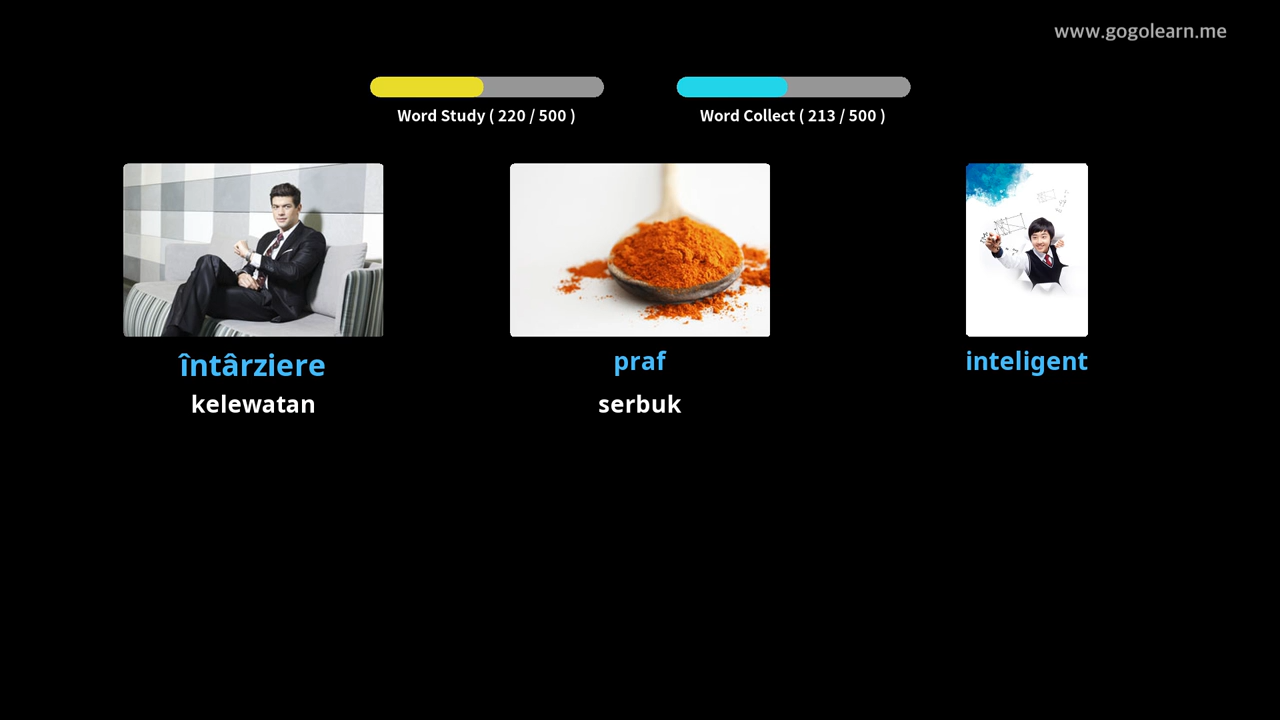 www.gogolearn.me
Word Study ( 220 / 500 )
Word Collect ( 213 / 500 )
întârziere
praf
inteligent
kelewatan
serbuk